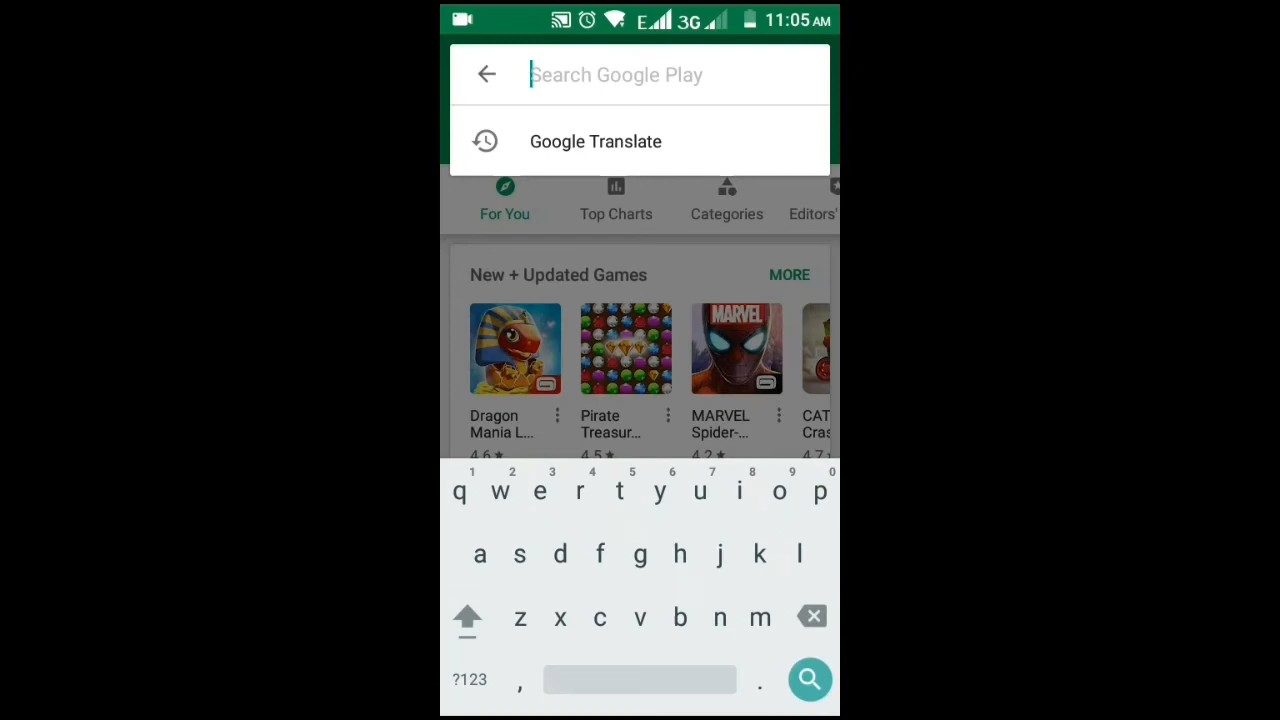 E 3G 11:05 AM
Search Google Play
Google Translate
For You Top Charts Categories Editors'
New + Updated Games MORE
MARVEL
Dragon Mania L... Pirate Treasur... MARVEL Spider-... CAT Cras
4.6 ★ 4.5 ★ 4.2 ★ 4.7
1 2 3 4 5 6 7 8 9 0
q w e r t y u i o p
a s d f g h j k l
z x c v b n m
?123 , .